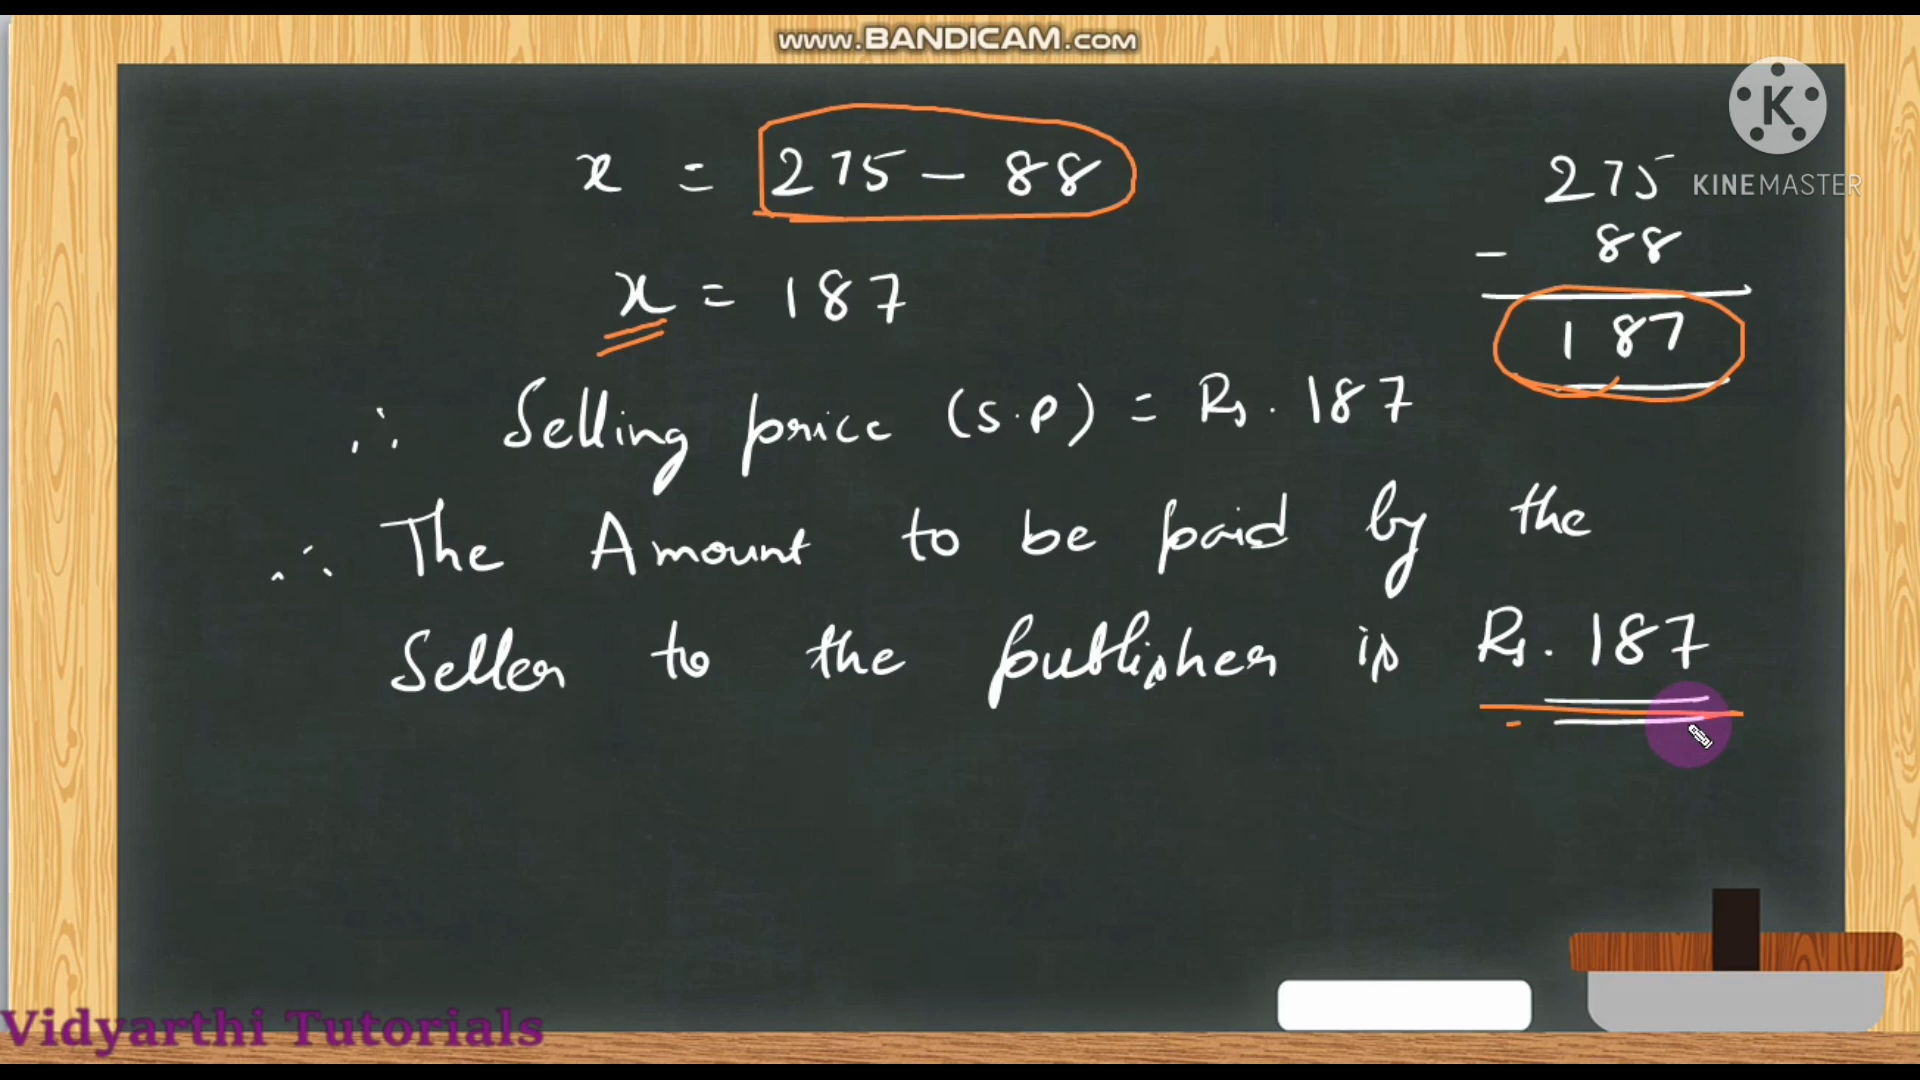 www.BANDICAM.com
K
KINEMASTER
x = 275 - 88
x = 187
275
- 88
187
∴ Selling price (S.P) = Rs. 187
∴ The Amount to be paid by the
Seller to the publisher is Rs. 187
Vidyarthi Tutorials